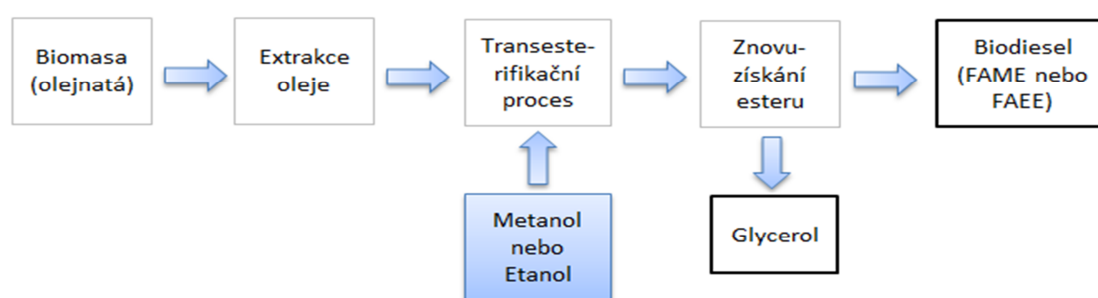 Biomasa
(olejnatá)
Extrakce
oleje
Transeste-
rifikační
proces
Znovu-
získání
esteru
Biodiesel
(FAME nebo
FAEE)
Metanol
nebo
Etanol
Glycerol